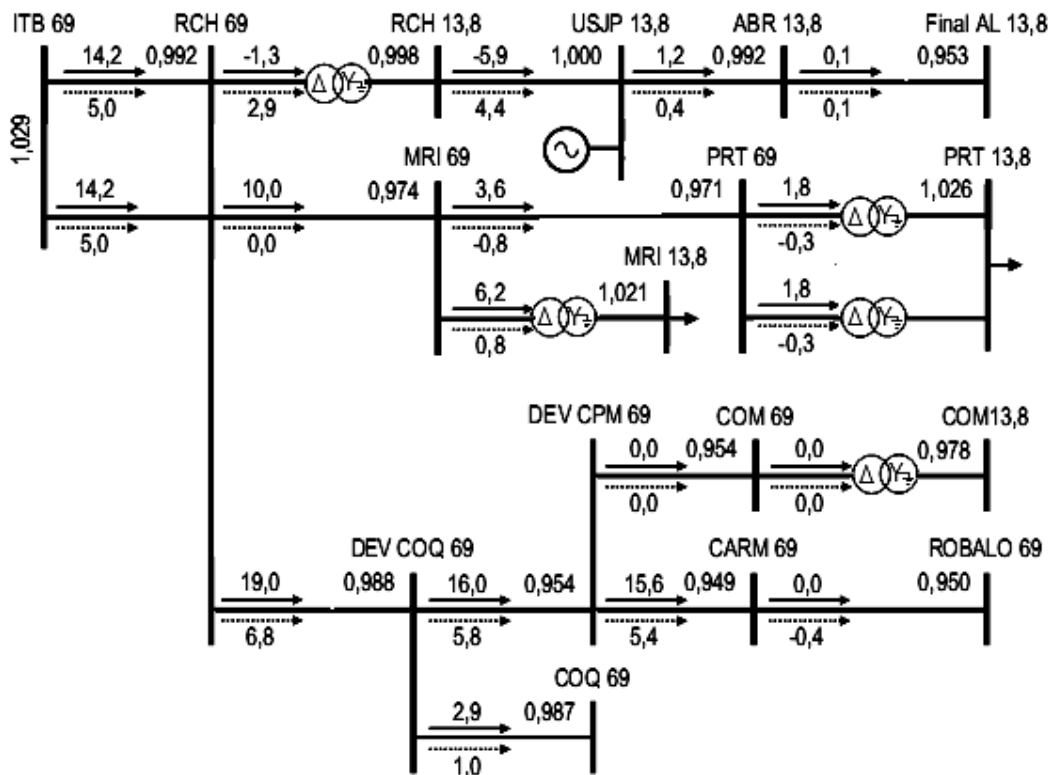 ITB 69 RCH 69 RCH 13,8 USJP 13,8 ABR 13,8 Final AL 13,8
14,2 0,992 -1,3 0,998 -5,9 1,000 1,2 0,992 0,1 0,953
Δ
5,0 2,9 4,4 0,4 0,1
1,029
MRI 69 PRT 69 PRT 13,8
14,2 10,0 0,974 3,6 0,971 1,8 1,026
Δ
5,0 0,0 -0,8 -0,3
MRI 13,8
6,2 1,021 1,8
Δ Δ
0,8 -0,3
DEV CPM 69 COM 69 COM13,8
0,0 0,954 0,0 0,978
Δ
0,0 0,0
DEV COQ 69 CARM 69 ROBALO 69
19,0 0,988 16,0 0,954 15,6 0,949 0,0 0,950
6,8 5,8 5,4 -0,4
COQ 69
2,9 0,987
1,0